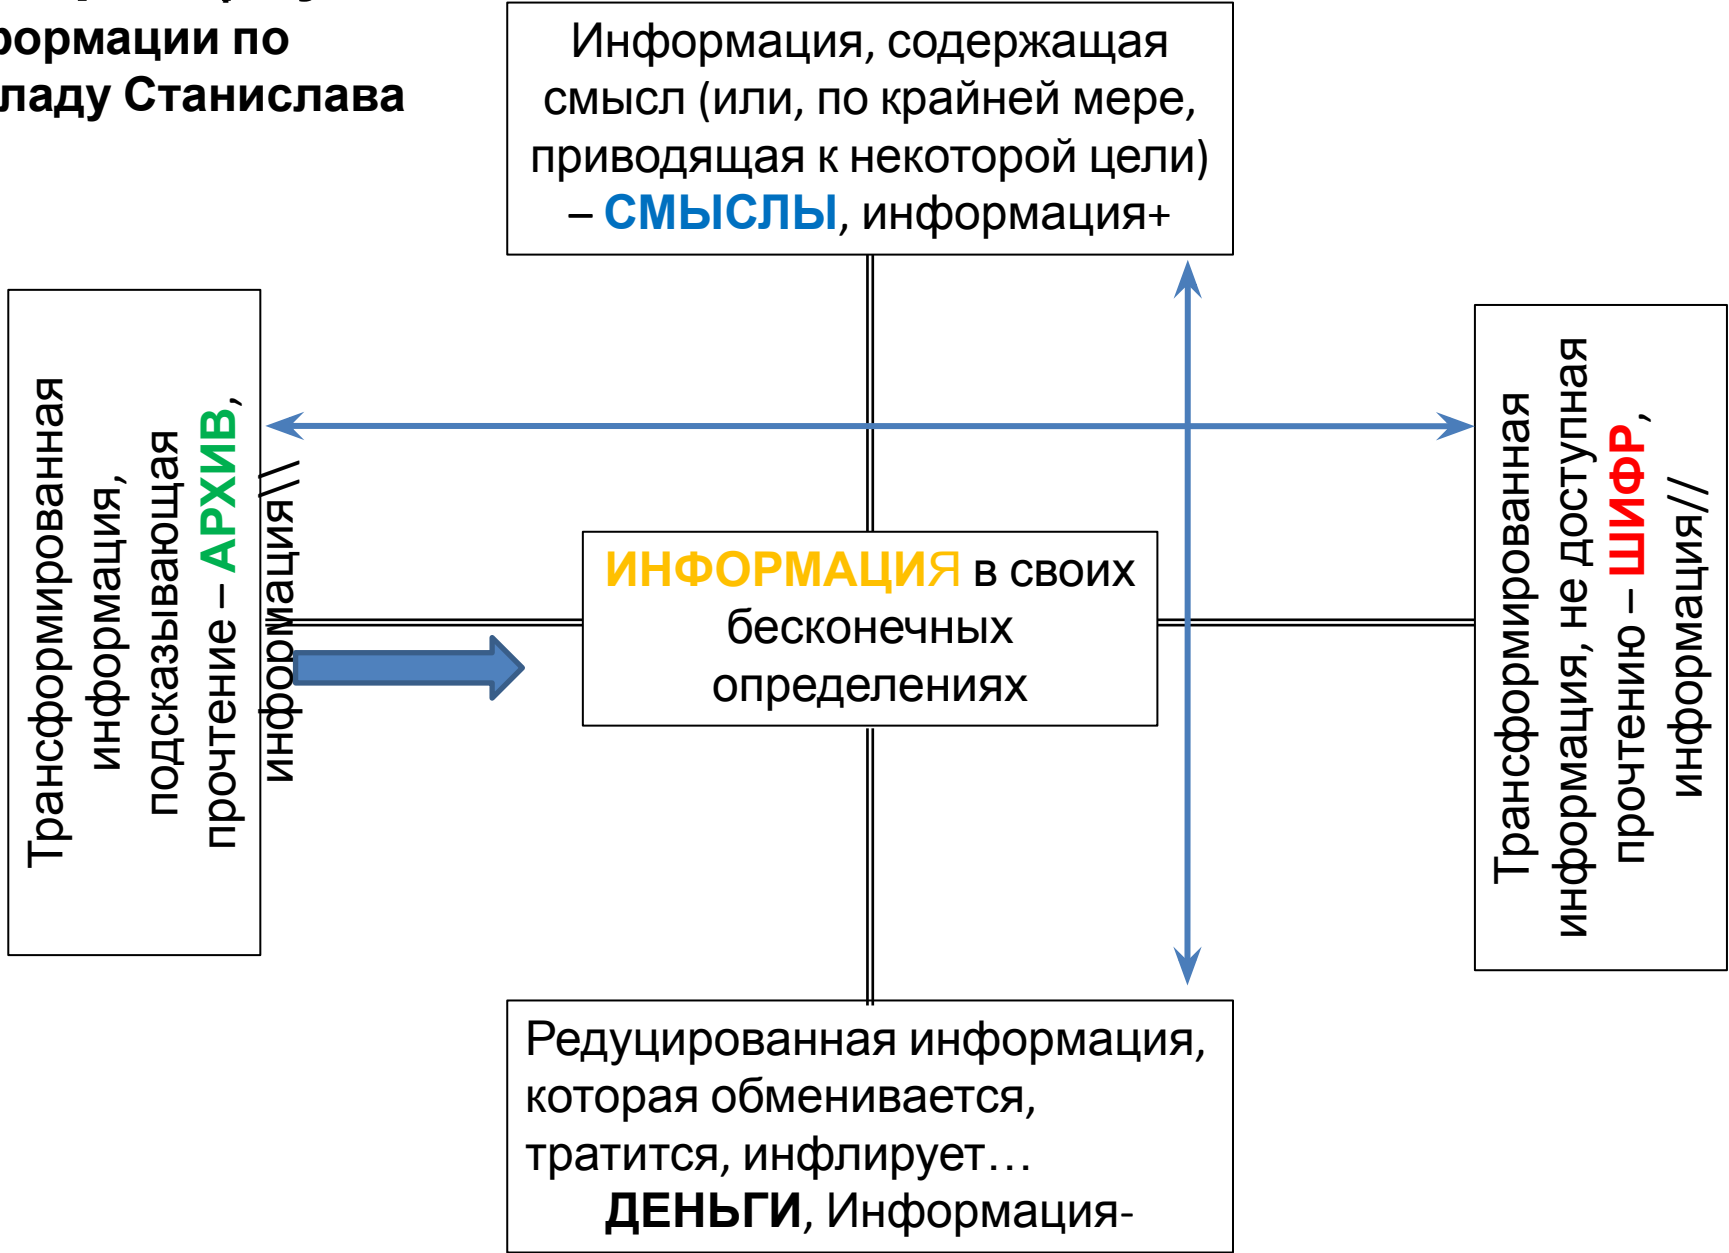 формации по
ладу Станислава
Информация, содержащая
смысл (или, по крайней мере,
приводящая к некоторой цели)
– СМЫСЛЫ, информация+
Трансформированная
информация,
подсказывающая
прочтение – АРХИВ,
информация\\
ИНФОРМАЦИЯ в своих
бесконечных
определениях
Трансформированная
информация, не доступная
прочтению – ШИФР,
информация//
Редуцированная информация,
которая обменивается,
тратится, инфлирует…
ДЕНЬГИ, Информация-